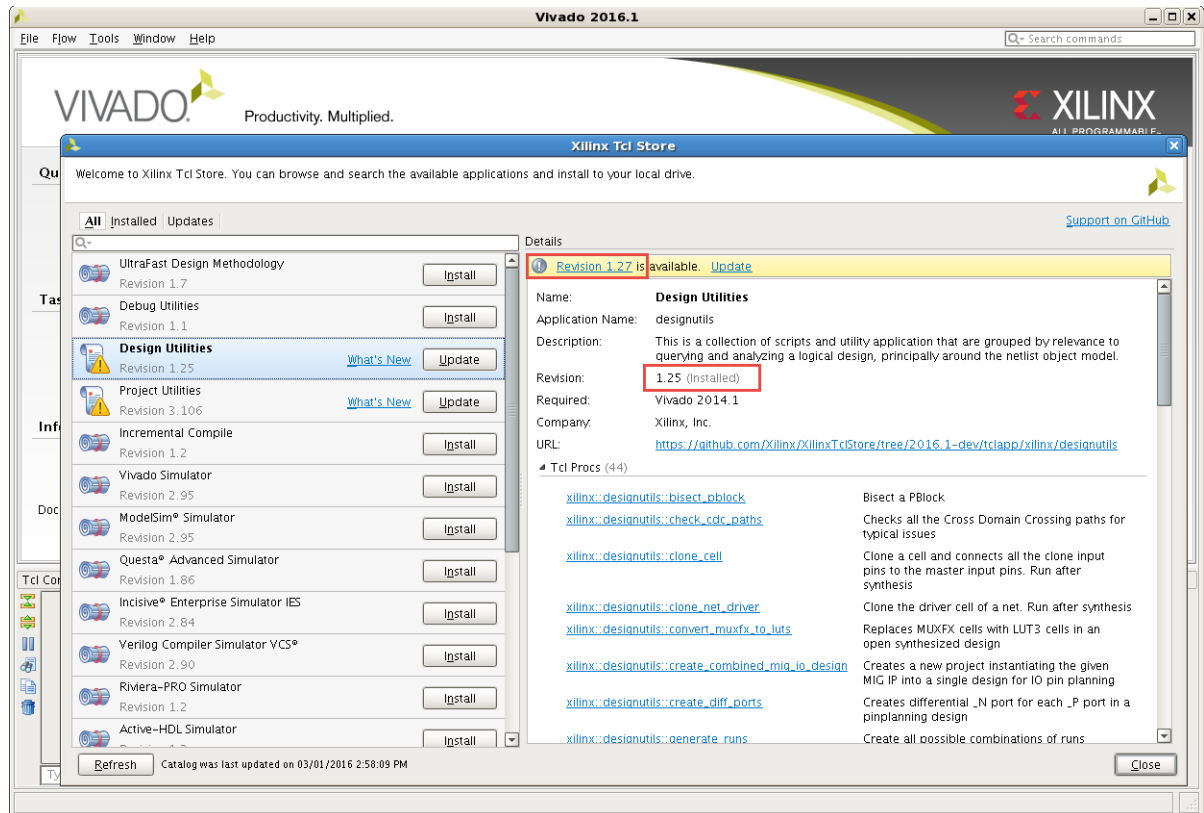 Vivado 2016.1
File Flow Tools Window Help
Search commands
VIVADO. Productivity. Multiplied.
XILINX
ALL PROGRAMMABLE
Xilinx Tcl Store
Welcome to Xilinx Tcl Store. You can browse and search the available applications and install to your local drive.
All Installed Updates
Support on GitHub
UltraFast Design Methodology
Revision 1.7
Install
Debug Utilities
Revision 1.1
Install
Design Utilities
Revision 1.25
What's New
Update
Project Utilities
Revision 3.106
What's New
Update
Incremental Compile
Revision 1.2
Install
Vivado Simulator
Revision 2.95
Install
ModelSim® Simulator
Revision 2.95
Install
Questa® Advanced Simulator
Revision 1.86
Install
Incisive® Enterprise Simulator IES
Revision 2.84
Install
Verilog Compiler Simulator VCS®
Revision 2.90
Install
Riviera-PRO Simulator
Revision 1.2
Install
Active-HDL Simulator
Install
Details
Revision 1.27 is available. Update
Name: Design Utilities
Application Name: designutils
Description: This is a collection of scripts and utility application that are grouped by relevance to
querying and analyzing a logical design, principally around the netlist object model.
Revision: 1.25 (Installed)
Required: Vivado 2014.1
Company: Xilinx, Inc.
URL: https://github.com/Xilinx/XilinxTclStore/tree/2016.1-dev/tclapp/xilinx/designutils
Tcl Procs (44)
xilinx::designutils::bisect_pblock Bisect a PBlock
xilinx::designutils::check_cdc_paths Checks all the Cross Domain Crossing paths for
typical issues
xilinx::designutils::clone_cell Clone a cell and connects all the clone input
pins to the master input pins. Run after
synthesis
xilinx::designutils::clone_net_driver Clone the driver cell of a net. Run after synthesis
xilinx::designutils::convert_muxfx_to_luts Replaces MUXFX cells with LUT3 cells in an
open synthesized design
xilinx::designutils::create_combined_mig_io_design Creates a new project instantiating the given
MIG IP into a single design for IO pin planning
xilinx::designutils::create_diff_ports Creates differential _N port for each _P port in a
pinplanning design
xilinx::designutils::generate_runs Create all possible combinations of runs
Refresh Catalog was last updated on 03/01/2016 2:58:09 PM
Close
Qu
Tas
Inf
Doc
Tcl Cor
Ty